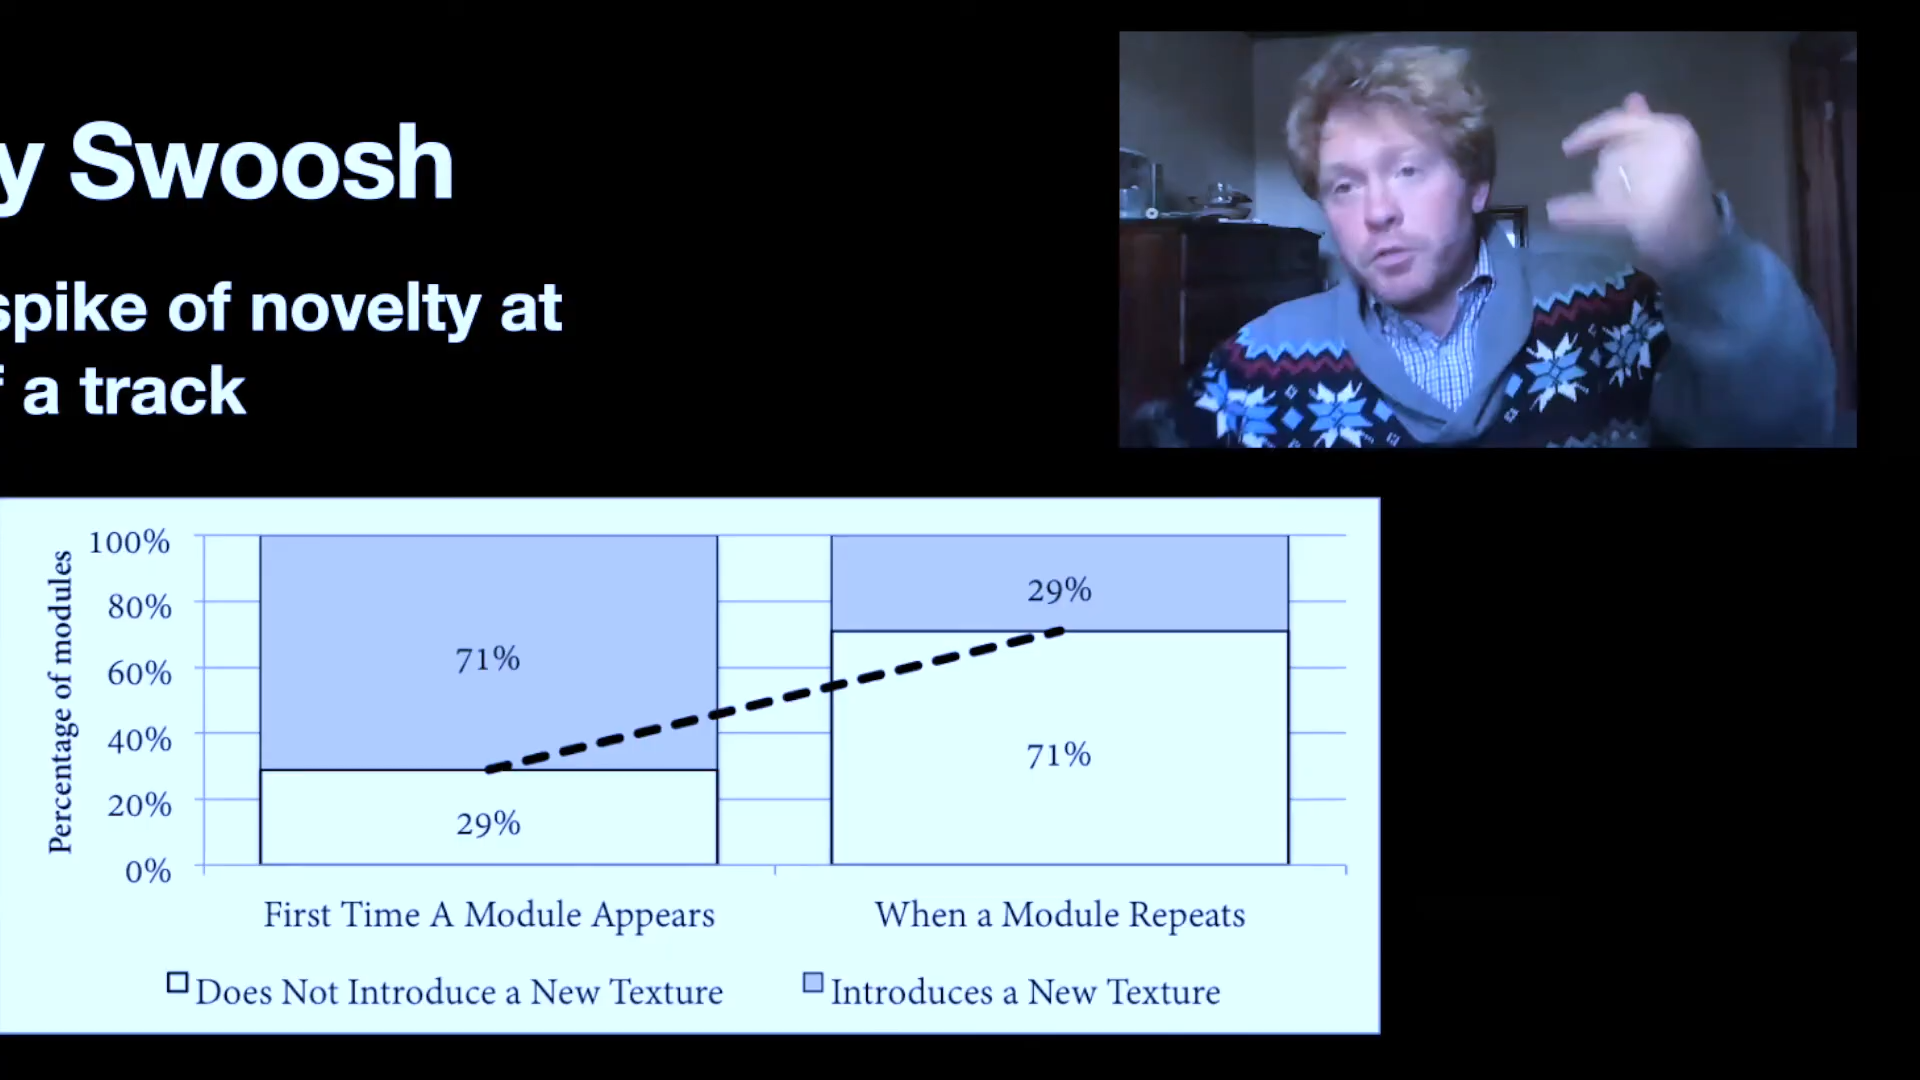 y Swoosh
spike of novelty at
a track
100%
80%
60%
40%
20%
0%
Percentage of modules
71%
29%
29%
71%
First Time A Module Appears
When a Module Repeats
Does Not Introduce a New Texture
Introduces a New Texture